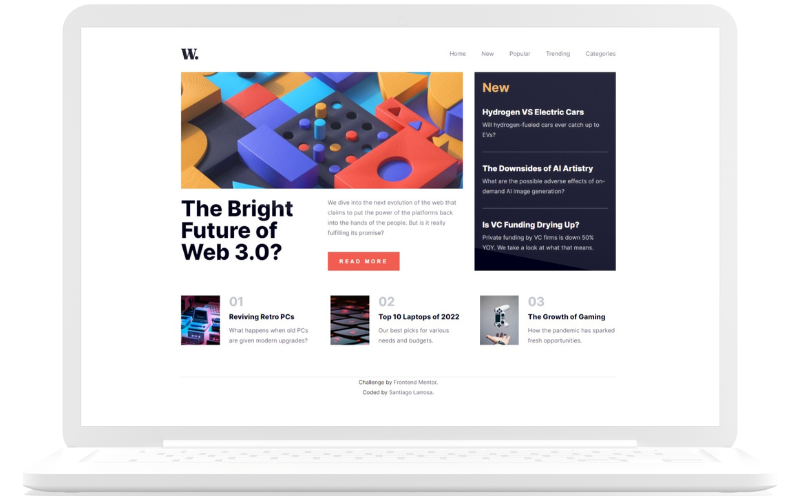 W.
Home New Popular Trending Categories
The Bright
Future of
Web 3.0?
We dive into the next evolution of the web that
claims to put the power of the platforms back
into the hands of the people. But is it really
fulfilling its promise?
READ MORE
New
Hydrogen VS Electric Cars
Will hydrogen-fueled cars ever catch up to
EVs?
The Downsides of AI Artistry
What are the possible adverse effects of on-
demand AI image generation?
Is VC Funding Drying Up?
Private funding by VC firms is down 50%
YOY. We take a look at what that means.
01
Reviving Retro PCs
What happens when old PCs
are given modern upgrades?
02
Top 10 Laptops of 2022
Our best picks for various
needs and budgets.
03
The Growth of Gaming
How the pandemic has sparked
fresh opportunities.
Challenge by Frontend Mentor.
Coded by Santiago Larrosa.